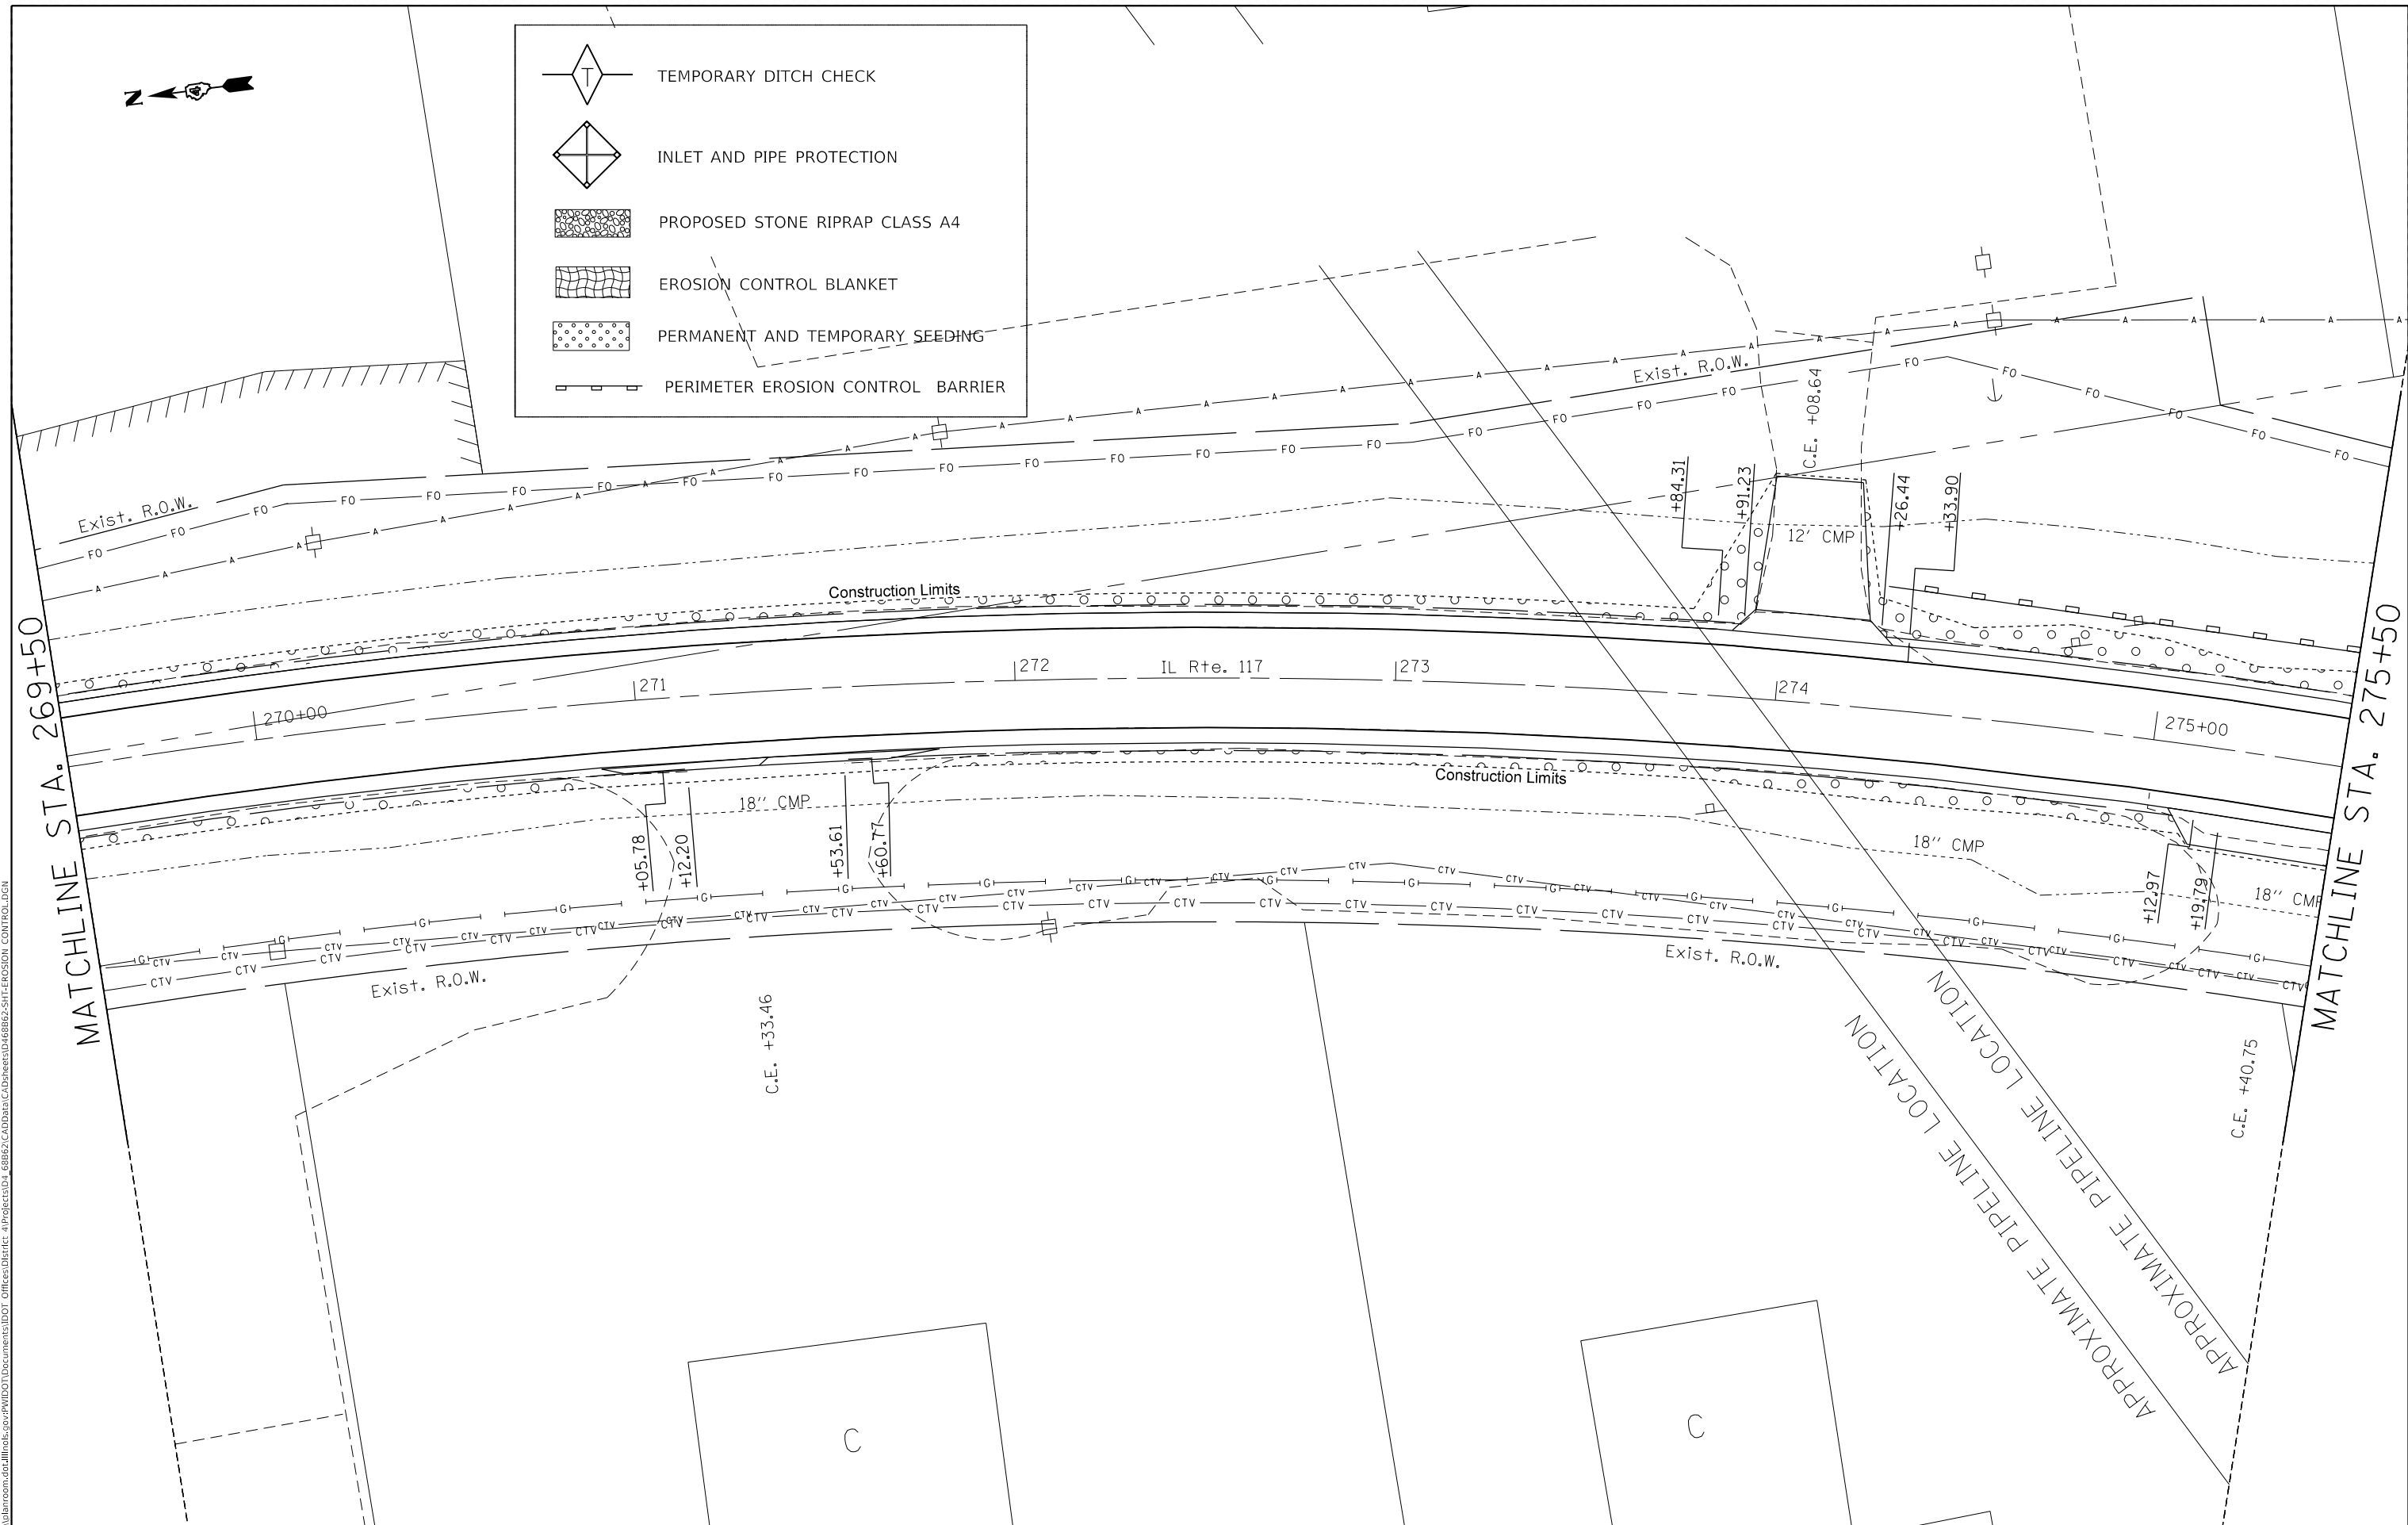 N
T
TEMPORARY DITCH CHECK
INLET AND PIPE PROTECTION
PROPOSED STONE RIPRAP CLASS A4
EROSION CONTROL BLANKET
PERMANENT AND TEMPORARY SEEDING
PERIMETER EROSION CONTROL BARRIER
Exist. R.O.W.
Exist. R.O.W.
C.E. +08.64
+84.31
+91.23
+26.44
+33.90
12' CMP
Construction Limits
MATCHLINE STA. 269+50
MATCHLINE STA. 275+50
270+00
271
272
IL Rte. 117
273
274
275+00
Construction Limits
18" CMP
18" CMP
18" CMP
+05.78
+12.20
+53.61
+60.77
+12.97
+19.79
Exist. R.O.W.
Exist. R.O.W.
C.E. +33.46
C.E. +40.75
APPROXIMATE PIPELINE LOCATION
APPROXIMATE PIPELINE LOCATION
C
C